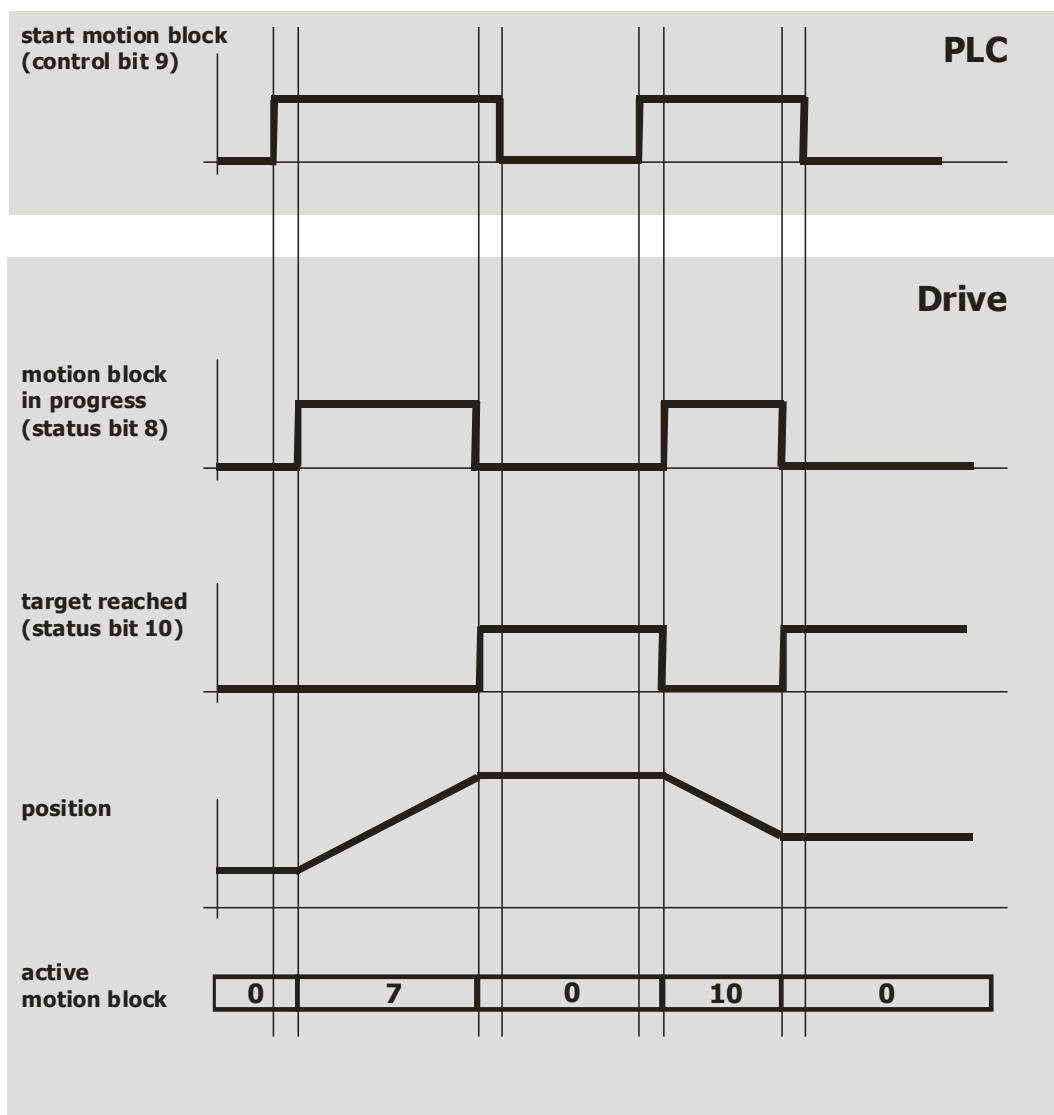 start motion block
(control bit 9)
PLC
Drive
motion block
in progress
(status bit 8)
target reached
(status bit 10)
position
active
motion block
0 7 0 10 0